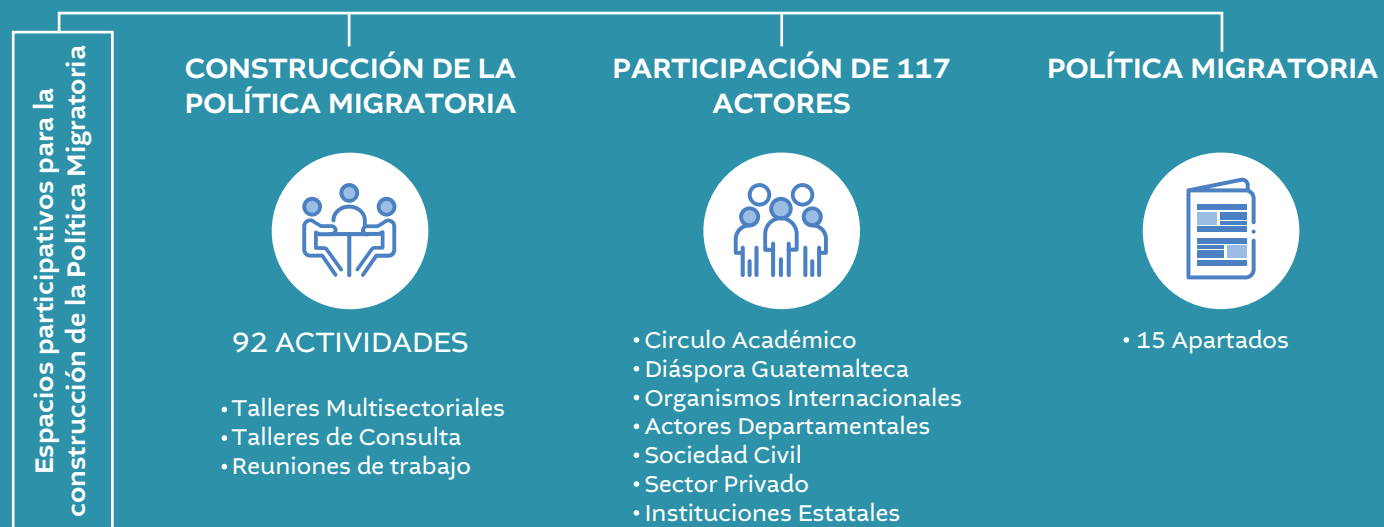 Espacios participativos para la
construcción de la Política Migratoria
CONSTRUCCIÓN DE LA
POLÍTICA MIGRATORIA
92 ACTIVIDADES
• Talleres Multisectoriales
• Talleres de Consulta
• Reuniones de trabajo
PARTICIPACIÓN DE 117
ACTORES
• Circulo Académico
• Diáspora Guatemalteca
• Organismos Internacionales
• Actores Departamentales
• Sociedad Civil
• Sector Privado
• Instituciones Estatales
POLÍTICA MIGRATORIA
• 15 Apartados